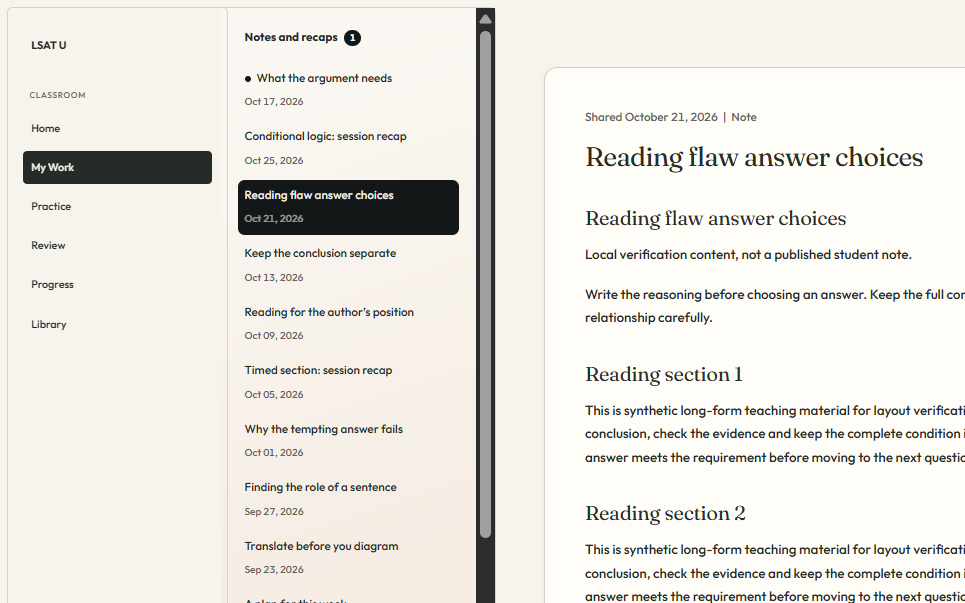 LSAT U
CLASSROOM
Home
My Work
Practice
Review
Progress
Library
Notes and recaps 1
What the argument needs
Oct 17, 2026
Conditional logic: session recap
Oct 25, 2026
Reading flaw answer choices
Oct 21, 2026
Keep the conclusion separate
Oct 13, 2026
Reading for the author's position
Oct 09, 2026
Timed section: session recap
Oct 05, 2026
Why the tempting answer fails
Oct 01, 2026
Finding the role of a sentence
Sep 27, 2026
Translate before you diagram
Sep 23, 2026
A plan for this week
Shared October 21, 2026 | Note
Reading flaw answer choices
Reading flaw answer choices
Local verification content, not a published student note.
Write the reasoning before choosing an answer. Keep the full
relationship carefully.
Reading section 1
This is synthetic long-form teaching material for layout
conclusion, check the evidence and keep the complete condition
answer meets the requirement before moving to the next
Reading section 2
This is synthetic long-form teaching material for layout
conclusion, check the evidence and keep the complete condition
answer meets the requirement before moving to the next